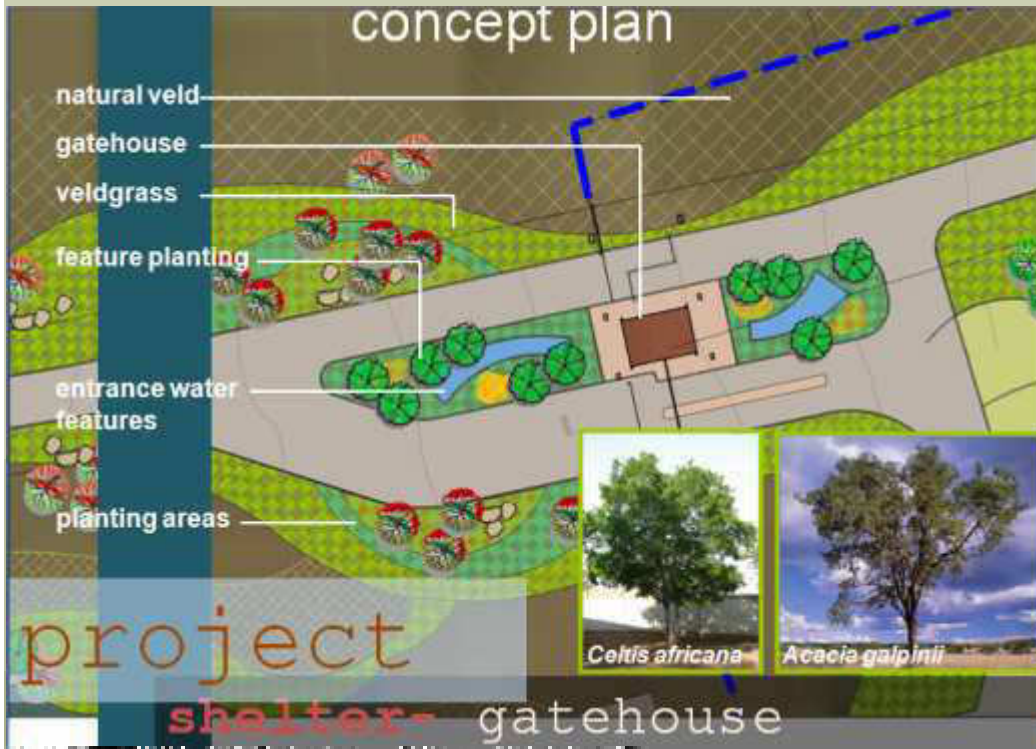 concept plan
natural veld
gatehouse
veldgrass
feature planting
entrance water
features
planting areas
Celtis africana
Acacia galpinii
project
shelter- gatehouse